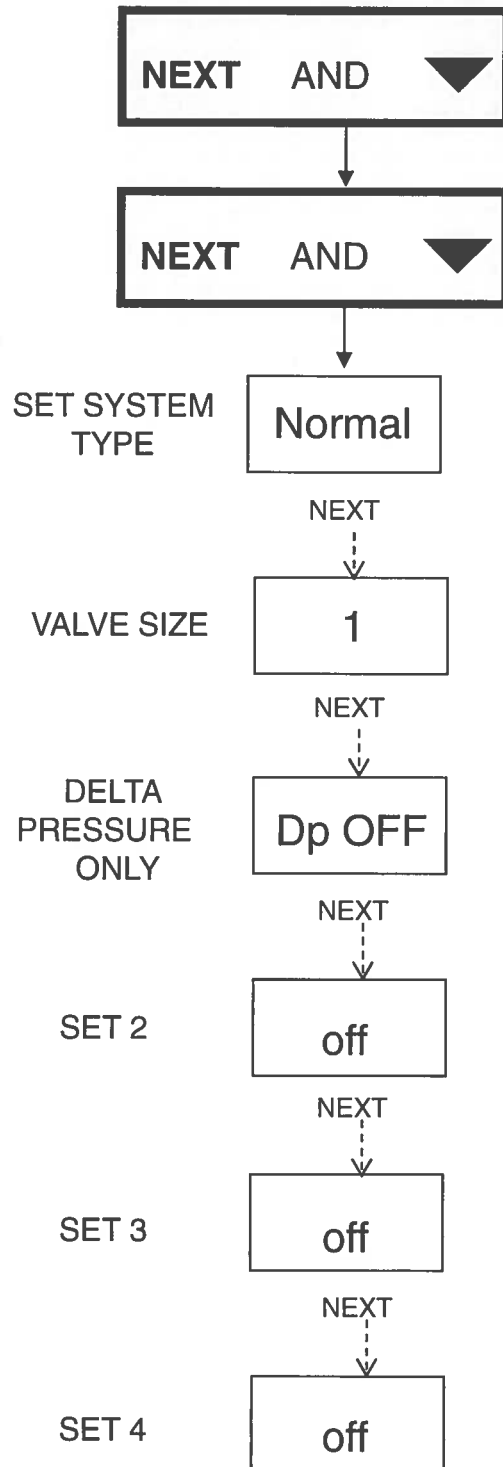 NEXT AND ▼
NEXT AND ▼
SET SYSTEM
TYPE
Normal
NEXT
VALVE SIZE
1
NEXT
DELTA
PRESSURE
ONLY
Dp OFF
NEXT
SET 2
off
NEXT
SET 3
off
NEXT
SET 4
off